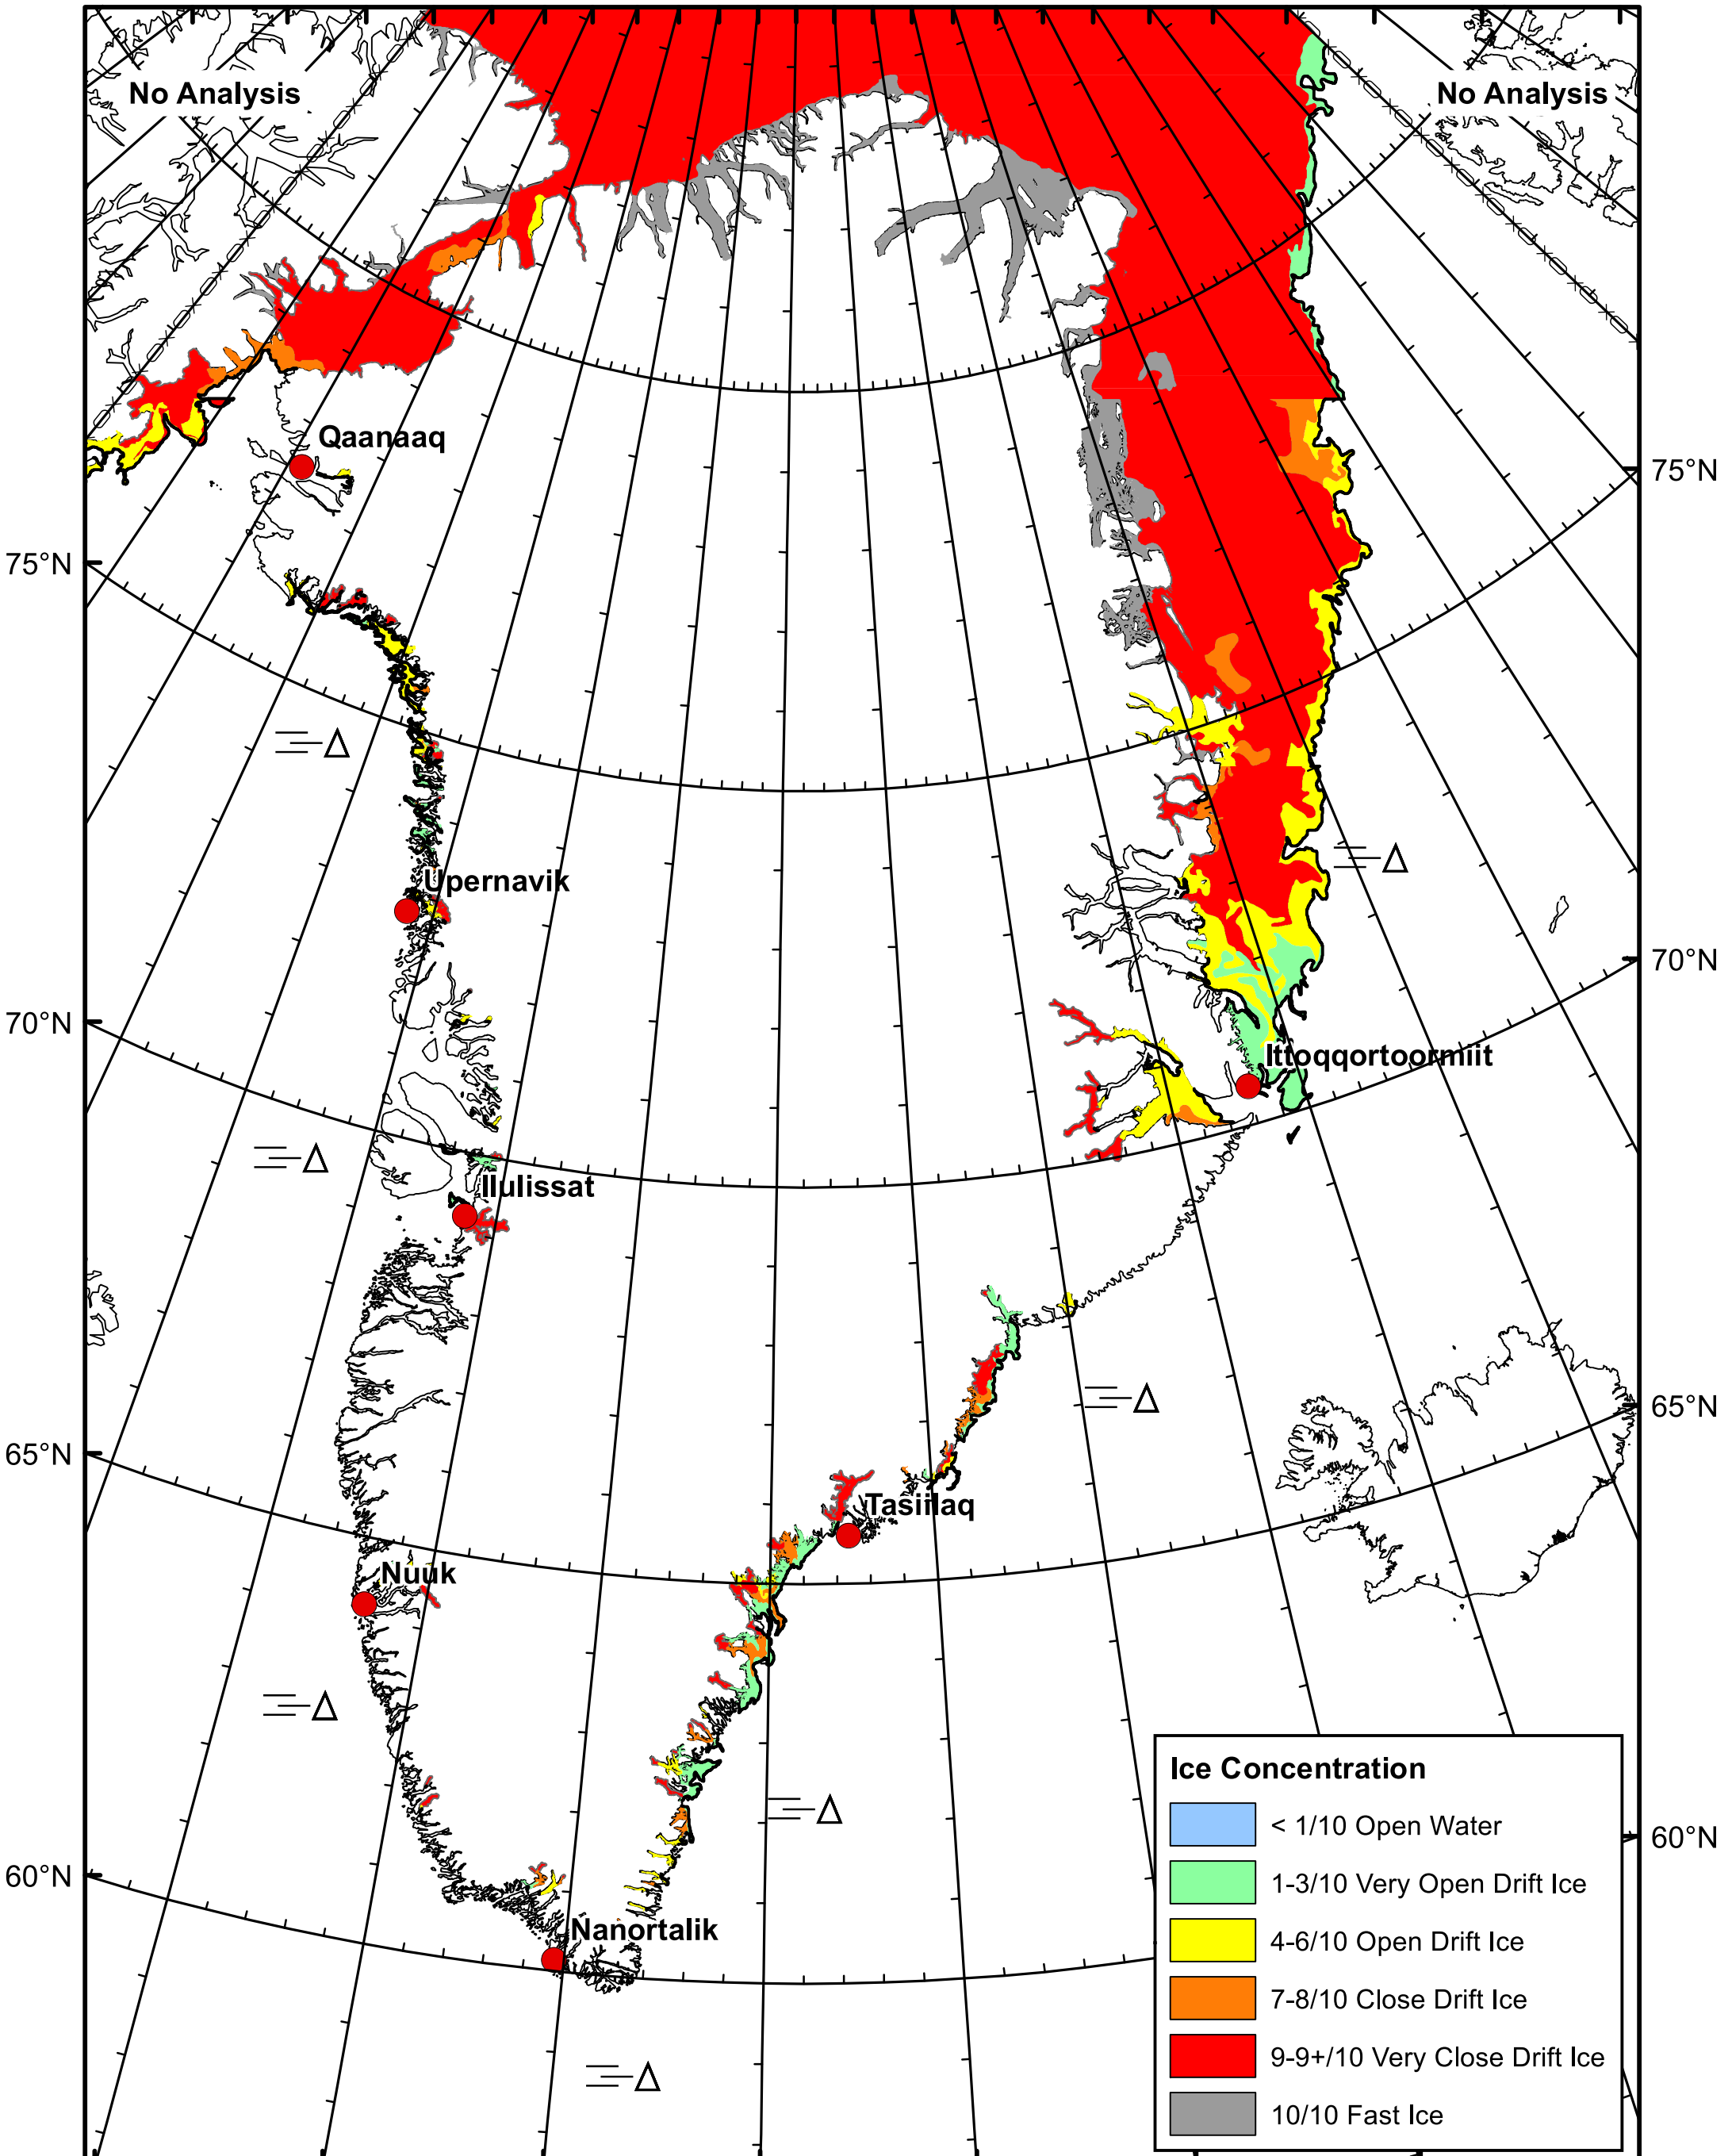 No Analysis
No Analysis
Qaanaaq
75°N
75°N
Upernavik
70°N
70°N
Ittoqqortoormiit
Ilulissat
65°N
65°N
Tasiilaq
Nuuk
60°N
60°N
Nanortalik
Ice Concentration
< 1/10 Open Water
1-3/10 Very Open Drift Ice
4-6/10 Open Drift Ice
7-8/10 Close Drift Ice
9-9+/10 Very Close Drift Ice
10/10 Fast Ice